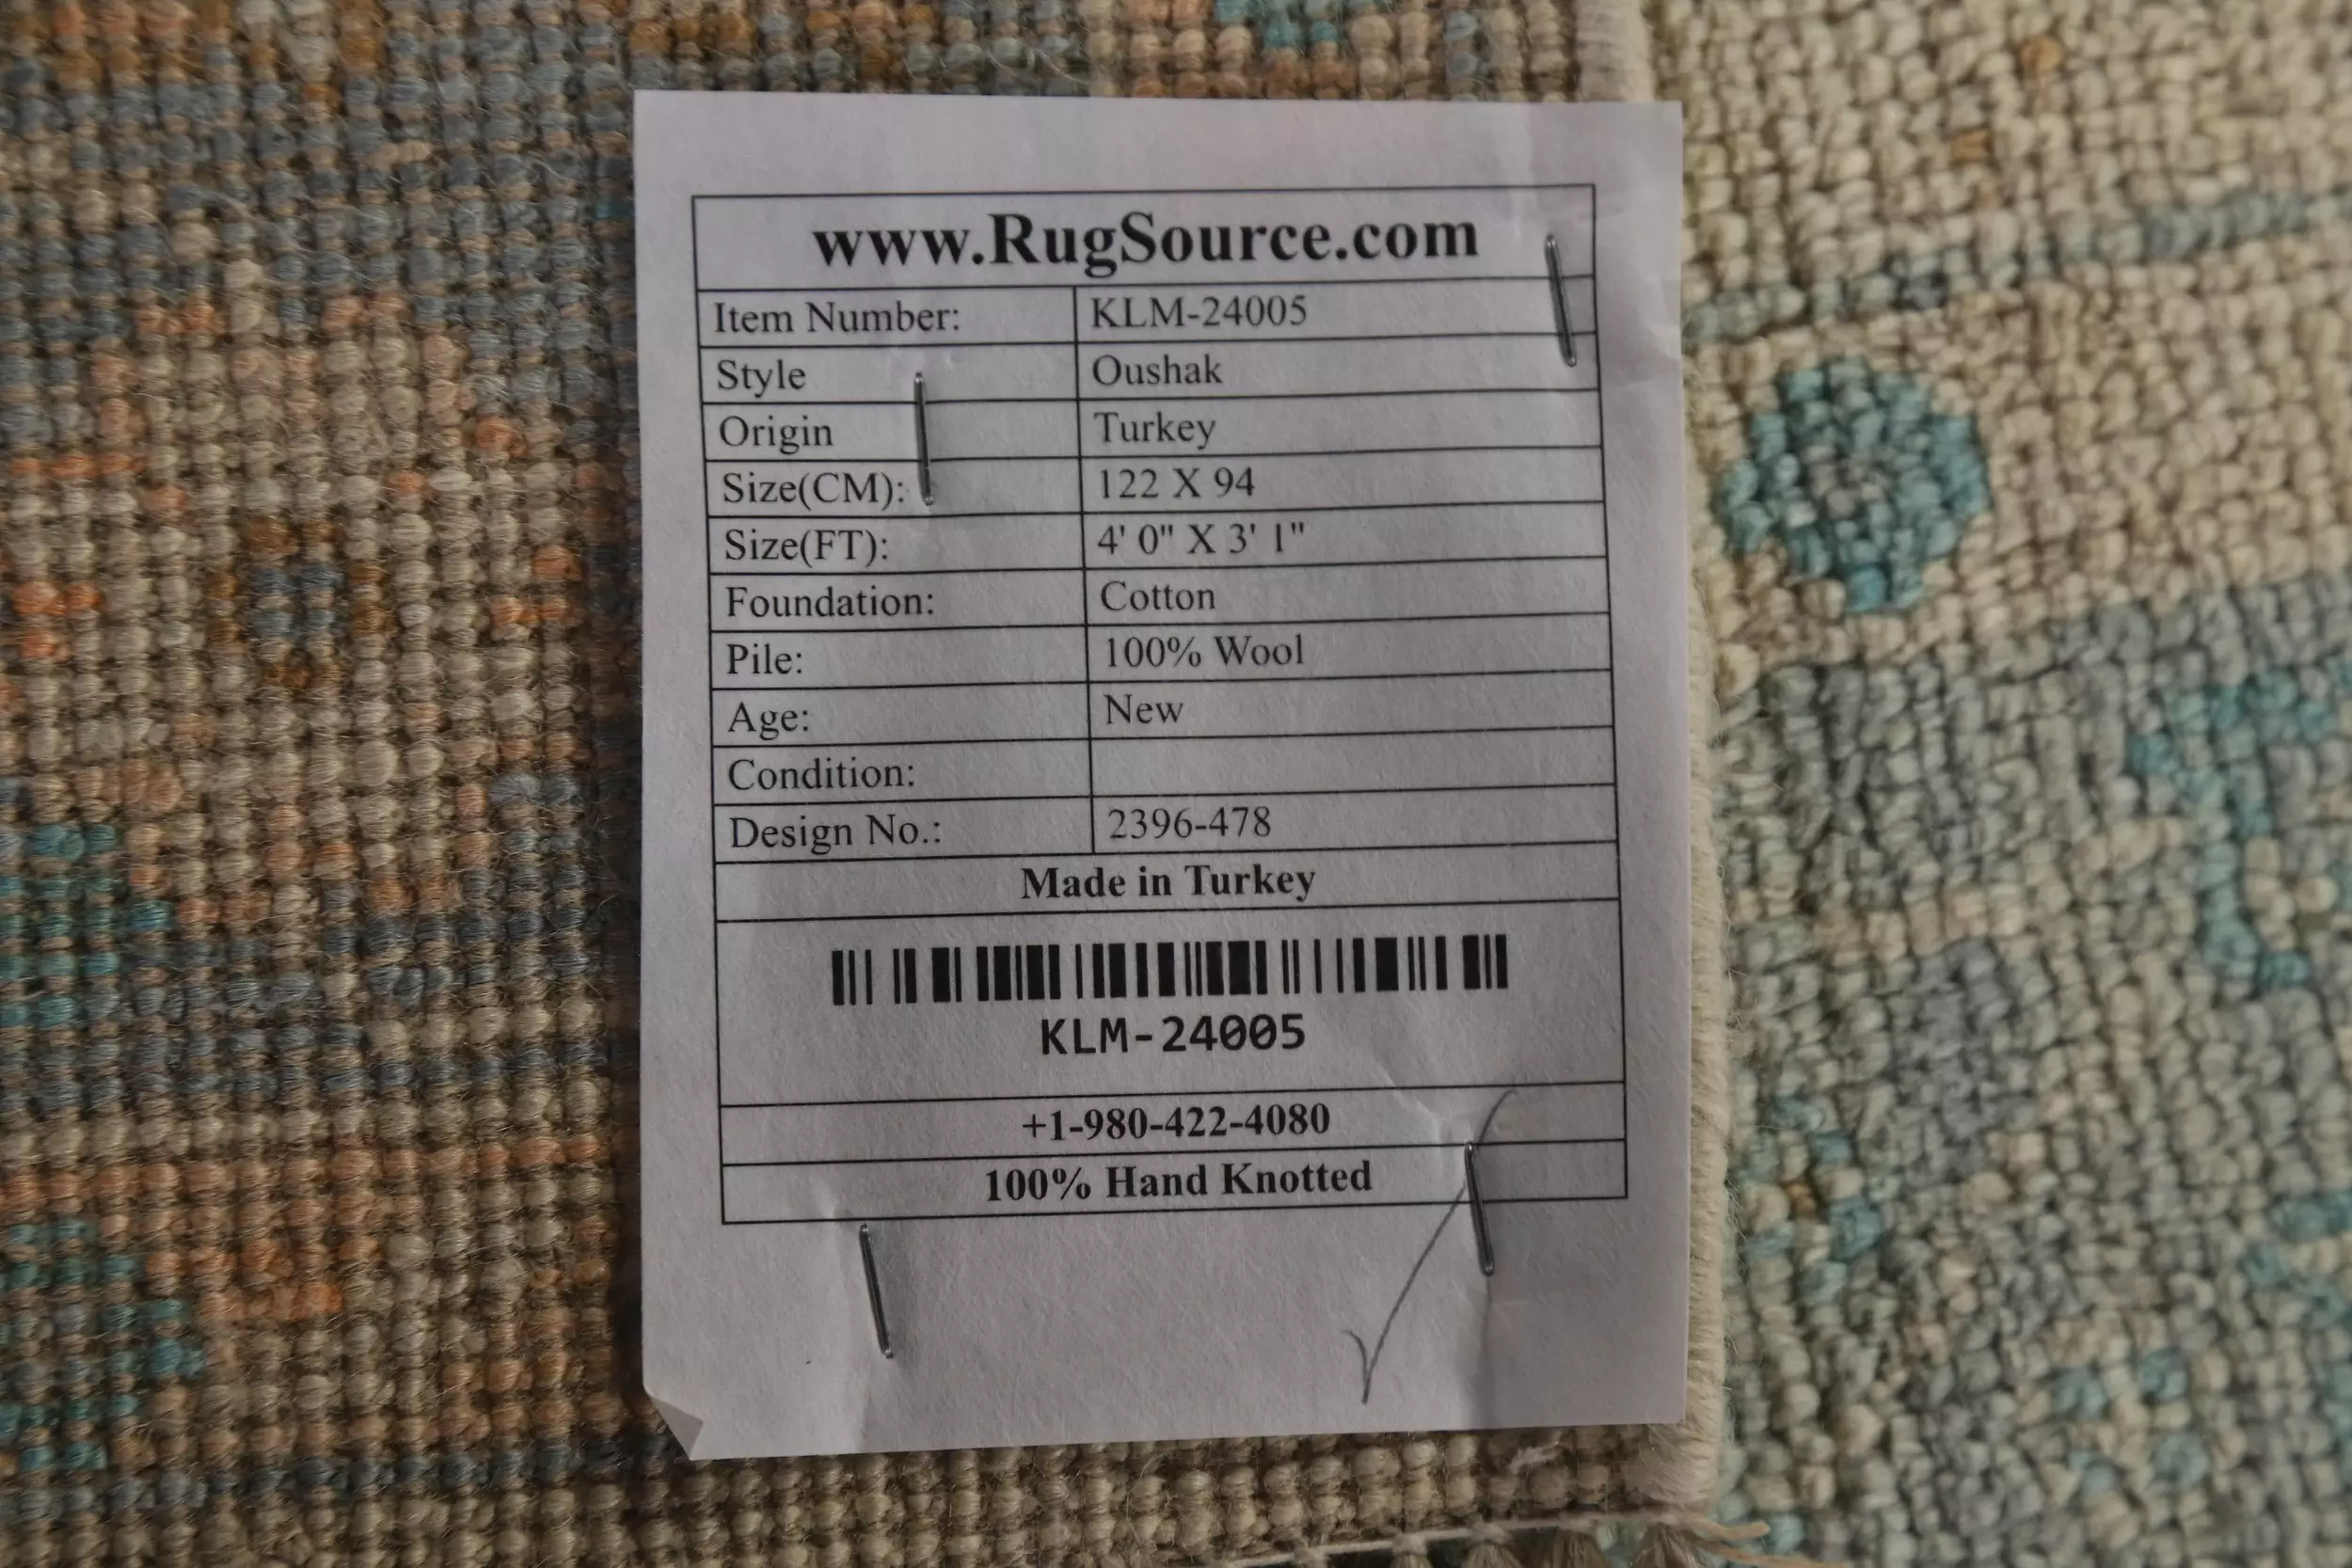 www.RugSource.com
Item Number: KLM-24005
Style Oushak
Origin Turkey
Size(CM): 122 X 94
Size(FT): 4' 0" X 3' 1"
Foundation: Cotton
Pile: 100% Wool
Age: New
Condition:
Design No.: 2396-478
Made in Turkey
KLM-24005
+1-980-422-4080
100% Hand Knotted